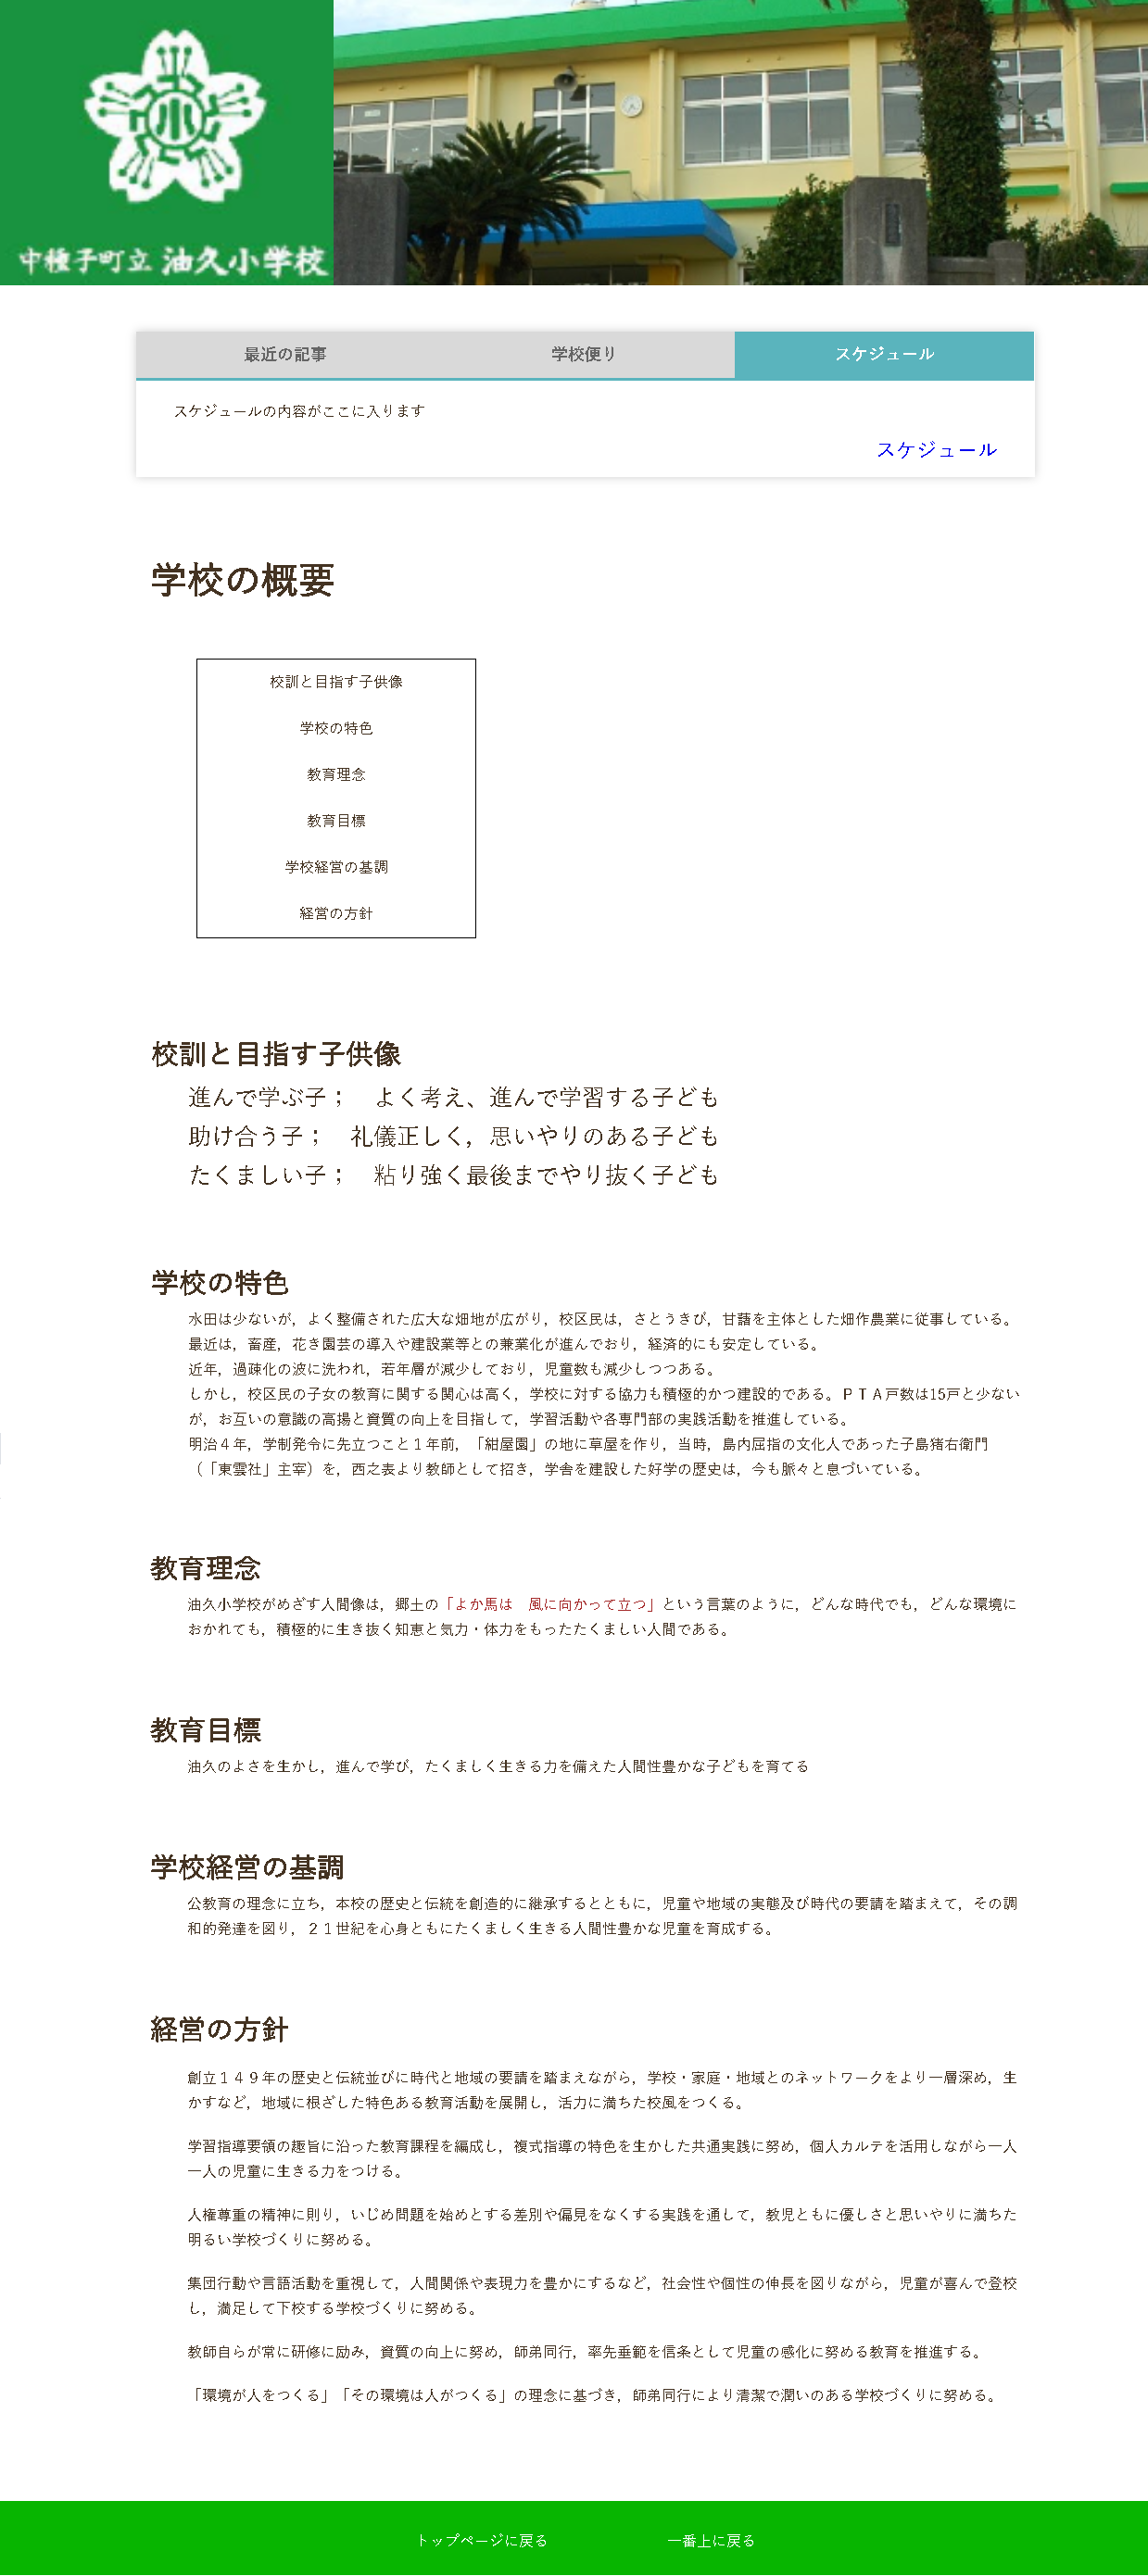 小
中種子町立 油久小学校
最近の記事
学校便り
スケジュール
スケジュールの内容がここに入ります
スケジュール
学校の概要
校訓と目指す子供像
学校の特色
教育理念
教育目標
学校経営の基調
経営の方針
校訓と目指す子供像
進んで学ぶ子；　よく考え、進んで学習する子ども
助け合う子；　礼儀正しく，思いやりのある子ども
たくましい子；　粘り強く最後までやり抜く子ども
学校の特色
水田は少ないが，よく整備された広大な畑地が広がり，校区民は，さとうきび，甘藷を主体とした畑作農業に従事している。
最近は，畜産，花き園芸の導入や建設業等との兼業化が進んでおり，経済的にも安定している。
近年，過疎化の波に洗われ，若年層が減少しており，児童数も減少しつつある。
しかし，校区民の子女の教育に関する関心は高く，学校に対する協力も積極的かつ建設的である。ＰＴＡ戸数は15戸と少ない
が，お互いの意識の高揚と資質の向上を目指して，学習活動や各専門部の実践活動を推進している。
明治４年，学制発令に先立つこと１年前，「紺屋園」の地に草屋を作り，当時，島内屈指の文化人であった子島猪右衛門
（「東雲社」主宰）を，西之表より教師として招き，学舎を建設した好学の歴史は，今も脈々と息づいている。
教育理念
油久小学校がめざす人間像は，郷土の「よか馬は　風に向かって立つ」という言葉のように，どんな時代でも，どんな環境に
おかれても，積極的に生き抜く知恵と気力・体力をもったたくましい人間である。
教育目標
油久のよさを生かし，進んで学び，たくましく生きる力を備えた人間性豊かな子どもを育てる
学校経営の基調
公教育の理念に立ち，本校の歴史と伝統を創造的に継承するとともに，児童や地域の実態及び時代の要請を踏まえて，その調
和的発達を図り，２１世紀を心身ともにたくましく生きる人間性豊かな児童を育成する。
経営の方針
創立１４９年の歴史と伝統並びに時代と地域の要請を踏まえながら，学校・家庭・地域とのネットワークをより一層深め，生
かすなど，地域に根ざした特色ある教育活動を展開し，活力に満ちた校風をつくる。
学習指導要領の趣旨に沿った教育課程を編成し，複式指導の特色を生かした共通実践に努め，個人カルテを活用しながら一人
一人の児童に生きる力をつける。
人権尊重の精神に則り，いじめ問題を始めとする差別や偏見をなくする実践を通して，教児ともに優しさと思いやりに満ちた
明るい学校づくりに努める。
集団行動や言語活動を重視して，人間関係や表現力を豊かにするなど，社会性や個性の伸長を図りながら，児童が喜んで登校
し，満足して下校する学校づくりに努める。
教師自らが常に研修に励み，資質の向上に努め，師弟同行，率先垂範を信条として児童の感化に努める教育を推進する。
「環境が人をつくる」「その環境は人がつくる」の理念に基づき，師弟同行により清潔で潤いのある学校づくりに努める。
トップページに戻る
一番上に戻る